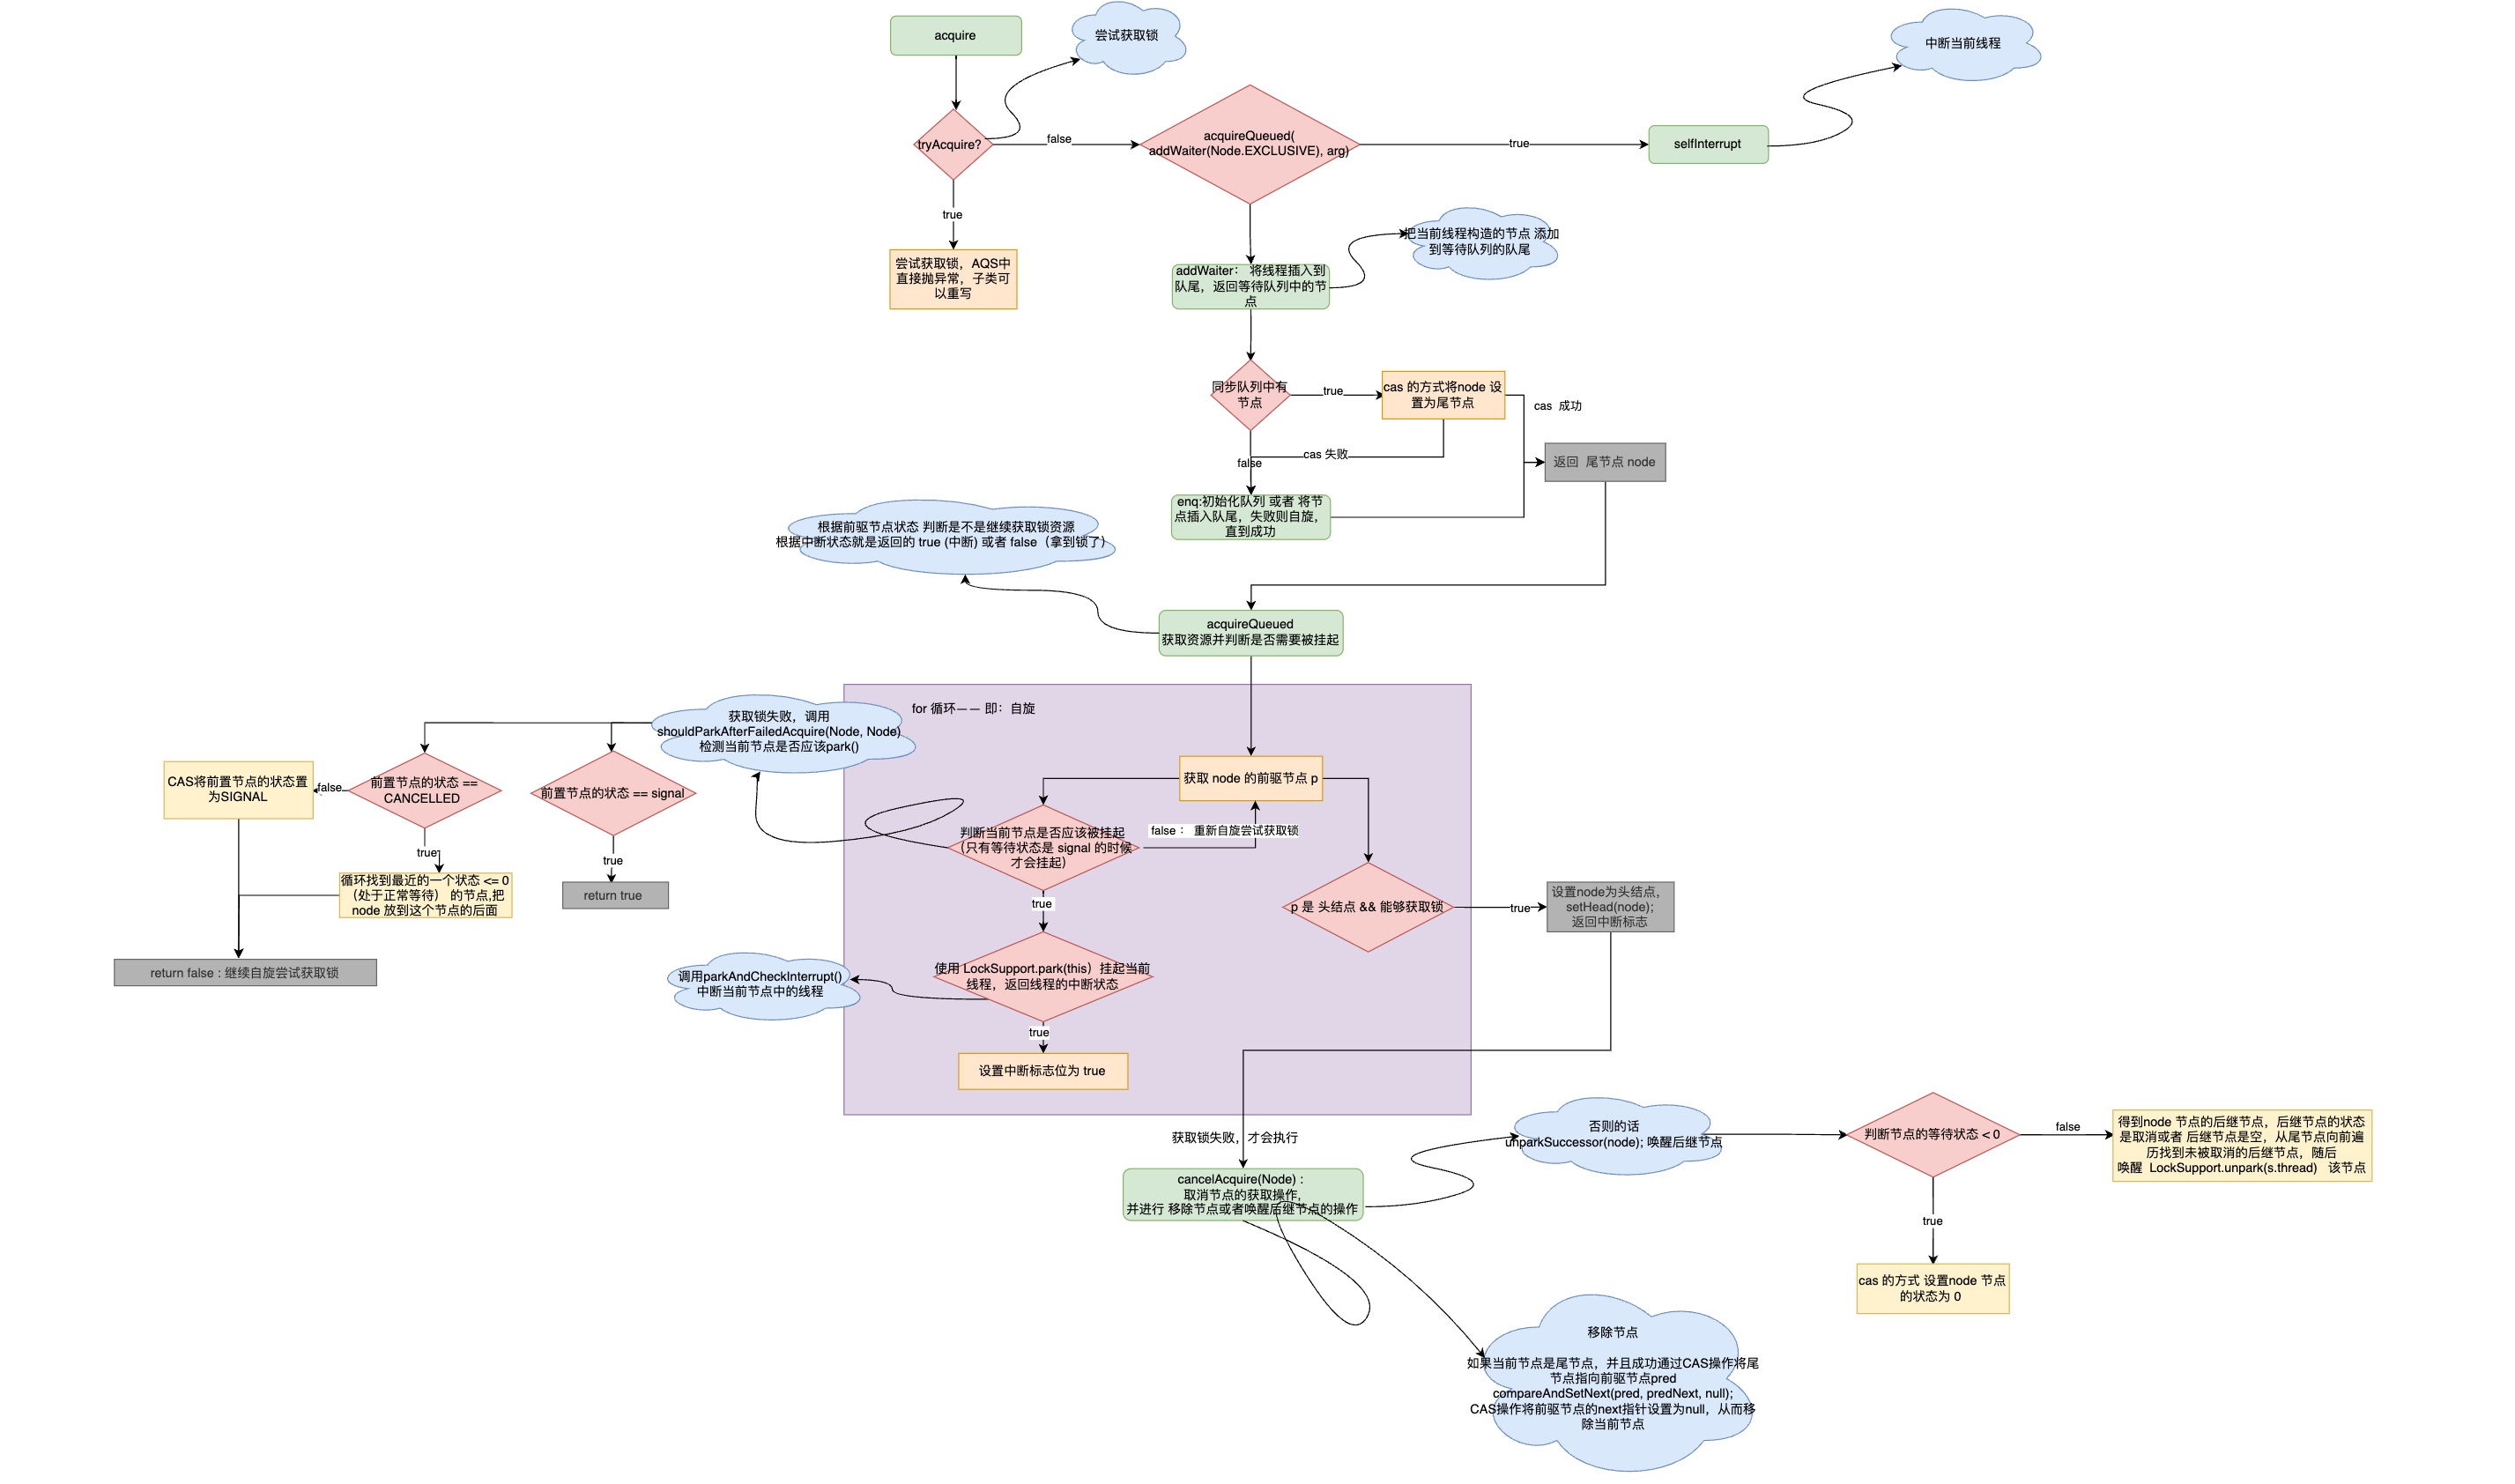 acquire
尝试获取锁
中断当前线程
tryAcquire?
false
acquireQueued(
addWaiter(Node.EXCLUSIVE), arg)
true
selfInterrupt
true
尝试获取锁，AQS中
直接抛异常，子类可
以重写
把当前线程构造的节点 添加
到等待队列的队尾
addWaiter： 将线程插入到
队尾，返回等待队列中的节
点
同步队列中有
节点
true
cas 的方式将node 设
置为尾节点
cas 成功
false
cas 失败
返回 尾节点 node
enq:初始化队列 或者 将节
点插入队尾，失败则自旋，
直到成功
根据前驱节点状态 判断是不是继续获取锁资源
根据中断状态就是返回的 true (中断) 或者 false（拿到锁了）
acquireQueued
获取资源并判断是否需要被挂起
for 循环—— 即：自旋
获取锁失败，调用
shouldParkAfterFailedAcquire(Node, Node)
检测当前节点是否应该park()
获取 node 的前驱节点 p
CAS将前置节点的状态置
为SIGNAL
false
前置节点的状态 ==
CANCELLED
前置节点的状态 == signal
判断当前节点是否应该被挂起
（只有等待状态是 signal 的时候
才会挂起）
false： 重新自旋尝试获取锁
true
true
循环找到最近的一个状态 <= 0
（处于正常等待） 的节点,把
node 放到这个节点的后面
return true
true
p 是 头结点 && 能够获取锁
true
设置node为头结点，
setHead(node);
返回中断标志
return false : 继续自旋尝试获取锁
调用parkAndCheckInterrupt()
中断当前节点中的线程
使用 LockSupport.park(this）挂起当前
线程，返回线程的中断状态
true
设置中断标志位为 true
获取锁失败，才会执行
cancelAcquire(Node) :
取消节点的获取操作，
并进行 移除节点或者唤醒后继节点的操作
否则的话
unparkSuccessor(node); 唤醒后继节点
判断节点的等待状态 < 0
false
得到node 节点的后继节点，后继节点的状态
是取消或者 后继节点是空，从尾节点向前遍
历找到未被取消的后继节点，随后
唤醒 LockSupport.unpark(s.thread) 该节点
true
cas 的方式 设置node 节点
的状态为 0
移除节点
如果当前节点是尾节点，并且成功通过CAS操作将尾
节点指向前驱节点pred
compareAndSetNext(pred, predNext, null);
CAS操作将前驱节点的next指针设置为null，从而移
除当前节点